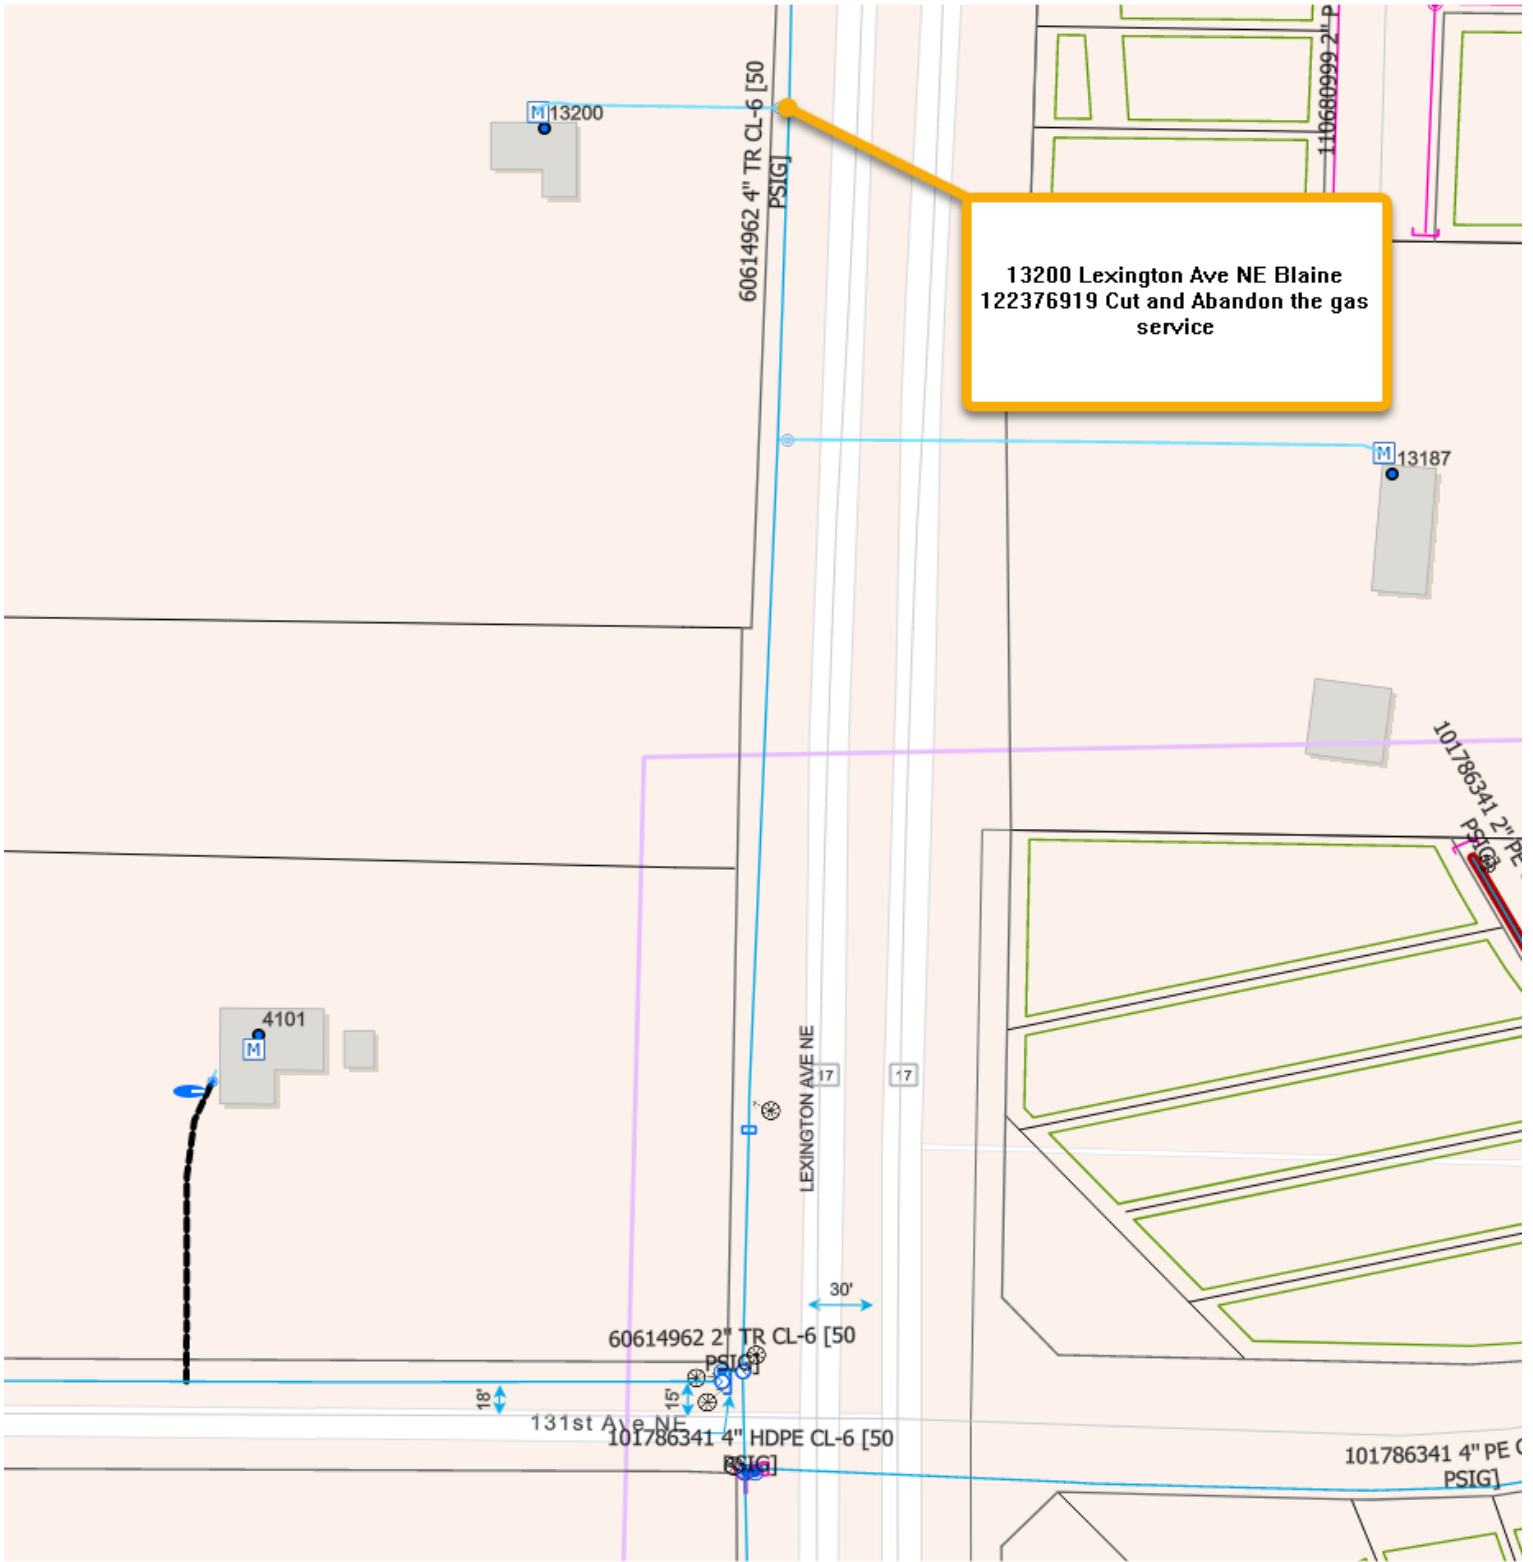 M 13200
60614962 4" TR CL-6 [50
PSIG]
110680999 2" P
13200 Lexington Ave NE Blaine
122376919 Cut and Abandon the gas
service
M 13187
101786341 2" PE
PSIG]
4101
M
LEXINGTON AVE NE
17
17
30'
60614962 2" TR CL-6 [50
PSIG]
18'
15'
131st Ave NE
101786341 4" HDPE CL-6 [50
PSIG]
101786341 4" PE C
PSIG]